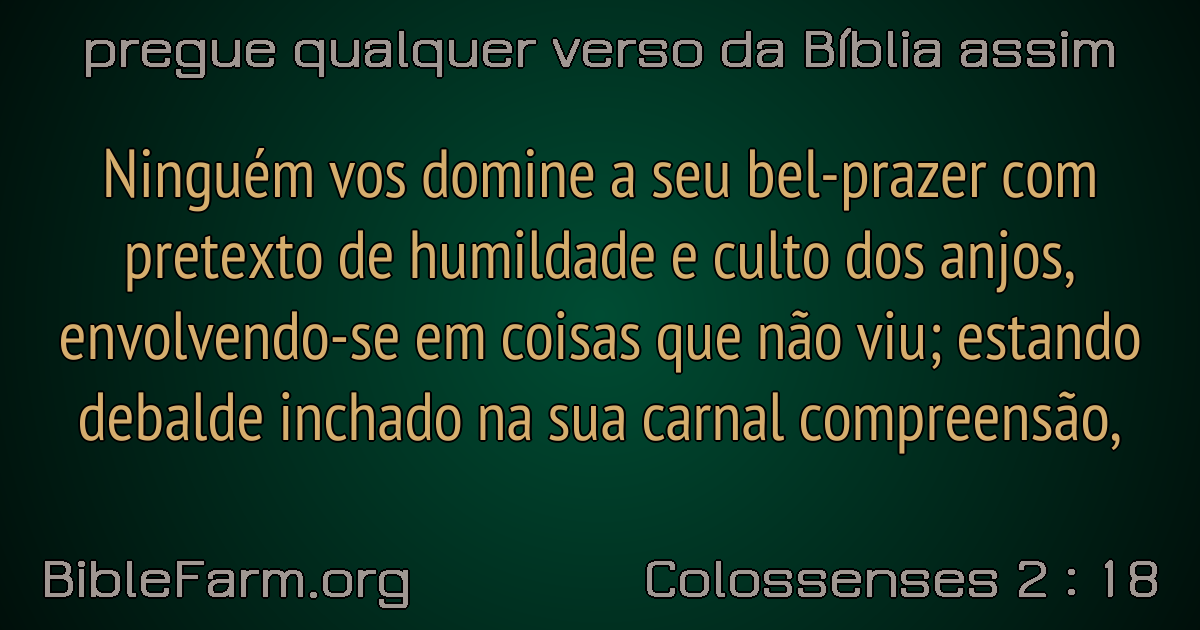 pregue qualquer verso da Bíblia assim
Ninguém vos domine a seu bel-prazer com
pretexto de humildade e culto dos anjos,
envolvendo-se em coisas que não viu; estando
debalde inchado na sua carnal compreensão,
BibleFarm.org
Colossenses 2 : 18